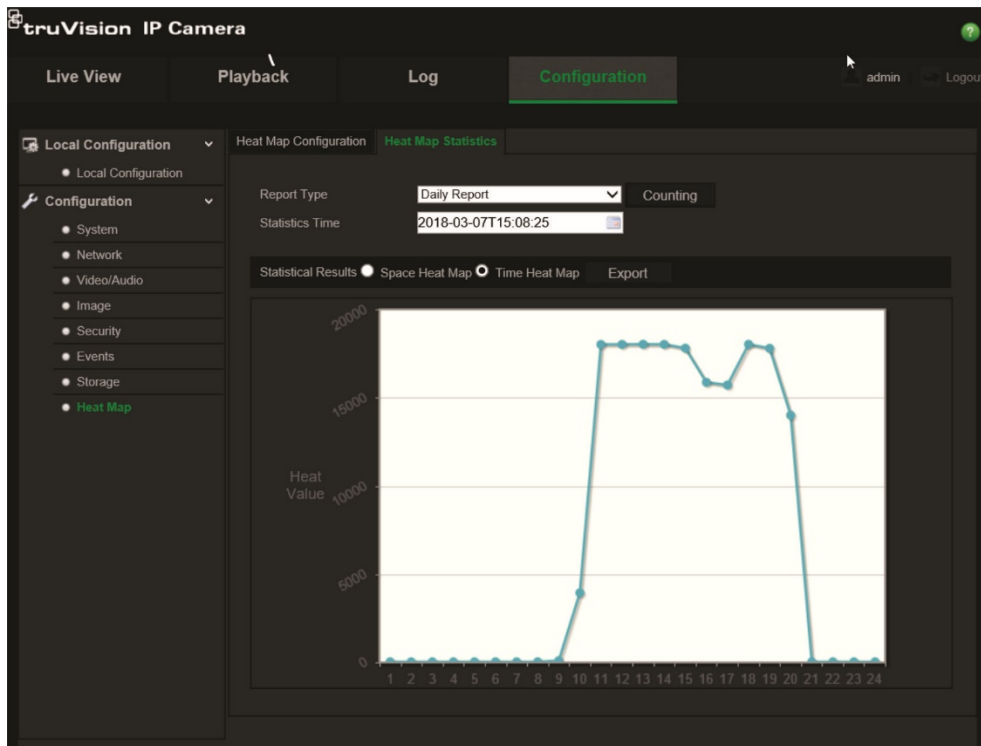 truVision IP Camera
?
Live View Playback Log Configuration admin Logou
Local Configuration
Local Configuration
Configuration
System
Network
Video/Audio
Image
Security
Events
Storage
Heat Map
Heat Map Configuration Heat Map Statistics
Report Type Daily Report Counting
Statistics Time 2018-03-07T15:08:25
Statistical Results Space Heat Map Time Heat Map Export
20000
15000
Heat
Value
10000
5000
0
1 2 3 4 5 6 7 8 9 10 11 12 13 14 15 16 17 18 19 20 21 22 23 24